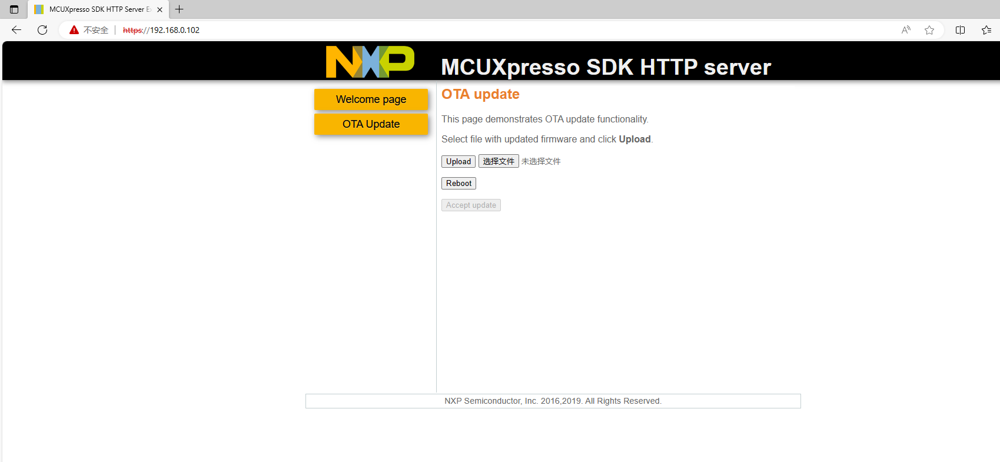 MCUXpresso SDK HTTP Server Ex
不安全 https://192.168.0.102
NXP
MCUXpresso SDK HTTP server
Welcome page
OTA Update
OTA update
This page demonstrates OTA update functionality.
Select file with updated firmware and click Upload.
Upload 选择文件 未选择文件
Reboot
Accept update
NXP Semiconductor, Inc. 2016,2019. All Rights Reserved.